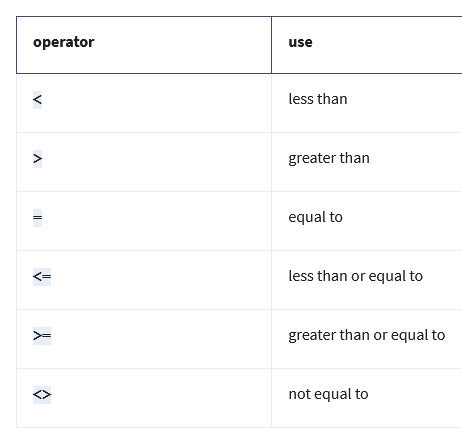 operator use
< less than
> greater than
= equal to
<= less than or equal to
>= greater than or equal to
<> not equal to